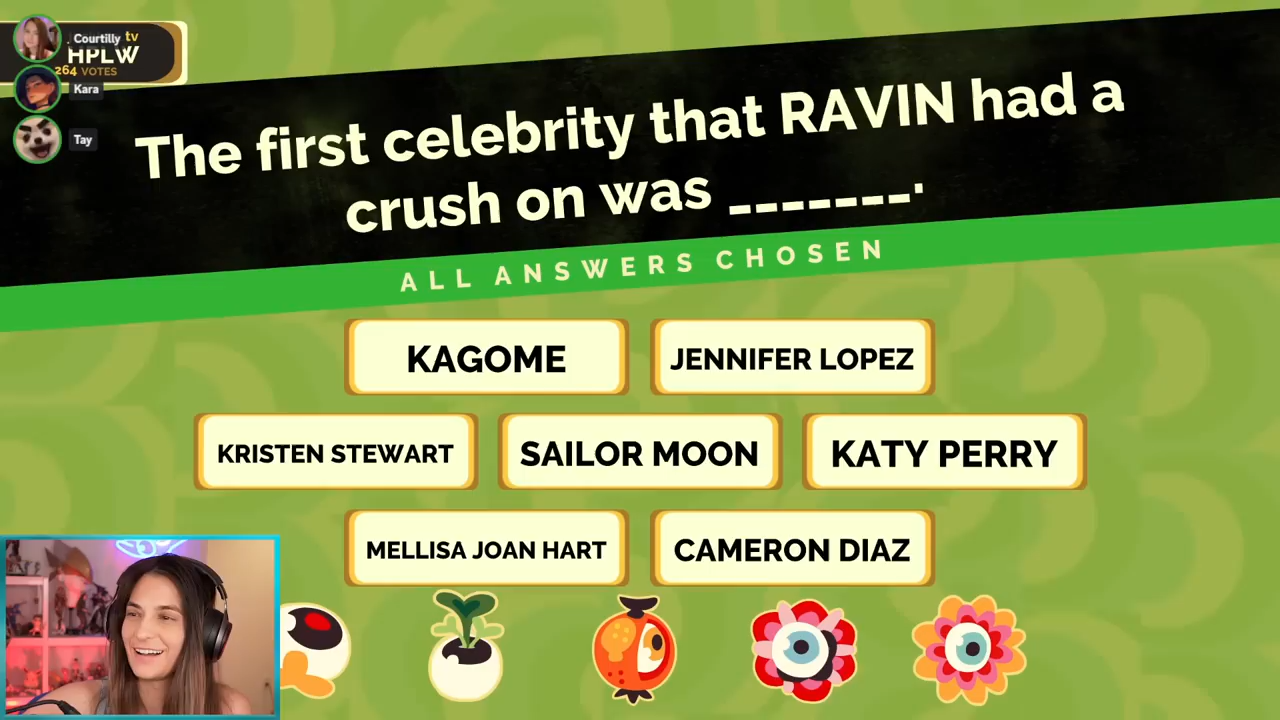 Courtilly
tv
HPLW
264 VOTES
Kara
Tay
The first celebrity that RAVIN had a
crush on was _______.
ALL ANSWERS CHOSEN
KAGOME
JENNIFER LOPEZ
KRISTEN STEWART
SAILOR MOON
KATY PERRY
MELLISA JOAN HART
CAMERON DIAZ